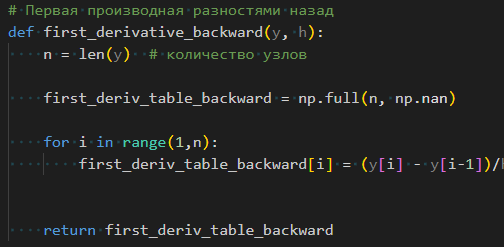 # Первая производная разностями назад
def first_derivative_backward(y, h):
n = len(y) # количество узлов
first_deriv_table_backward = np.full(n, np.nan)
for i in range(1,n):
first_deriv_table_backward[i] = (y[i] - y[i-1])/
return first_deriv_table_backward